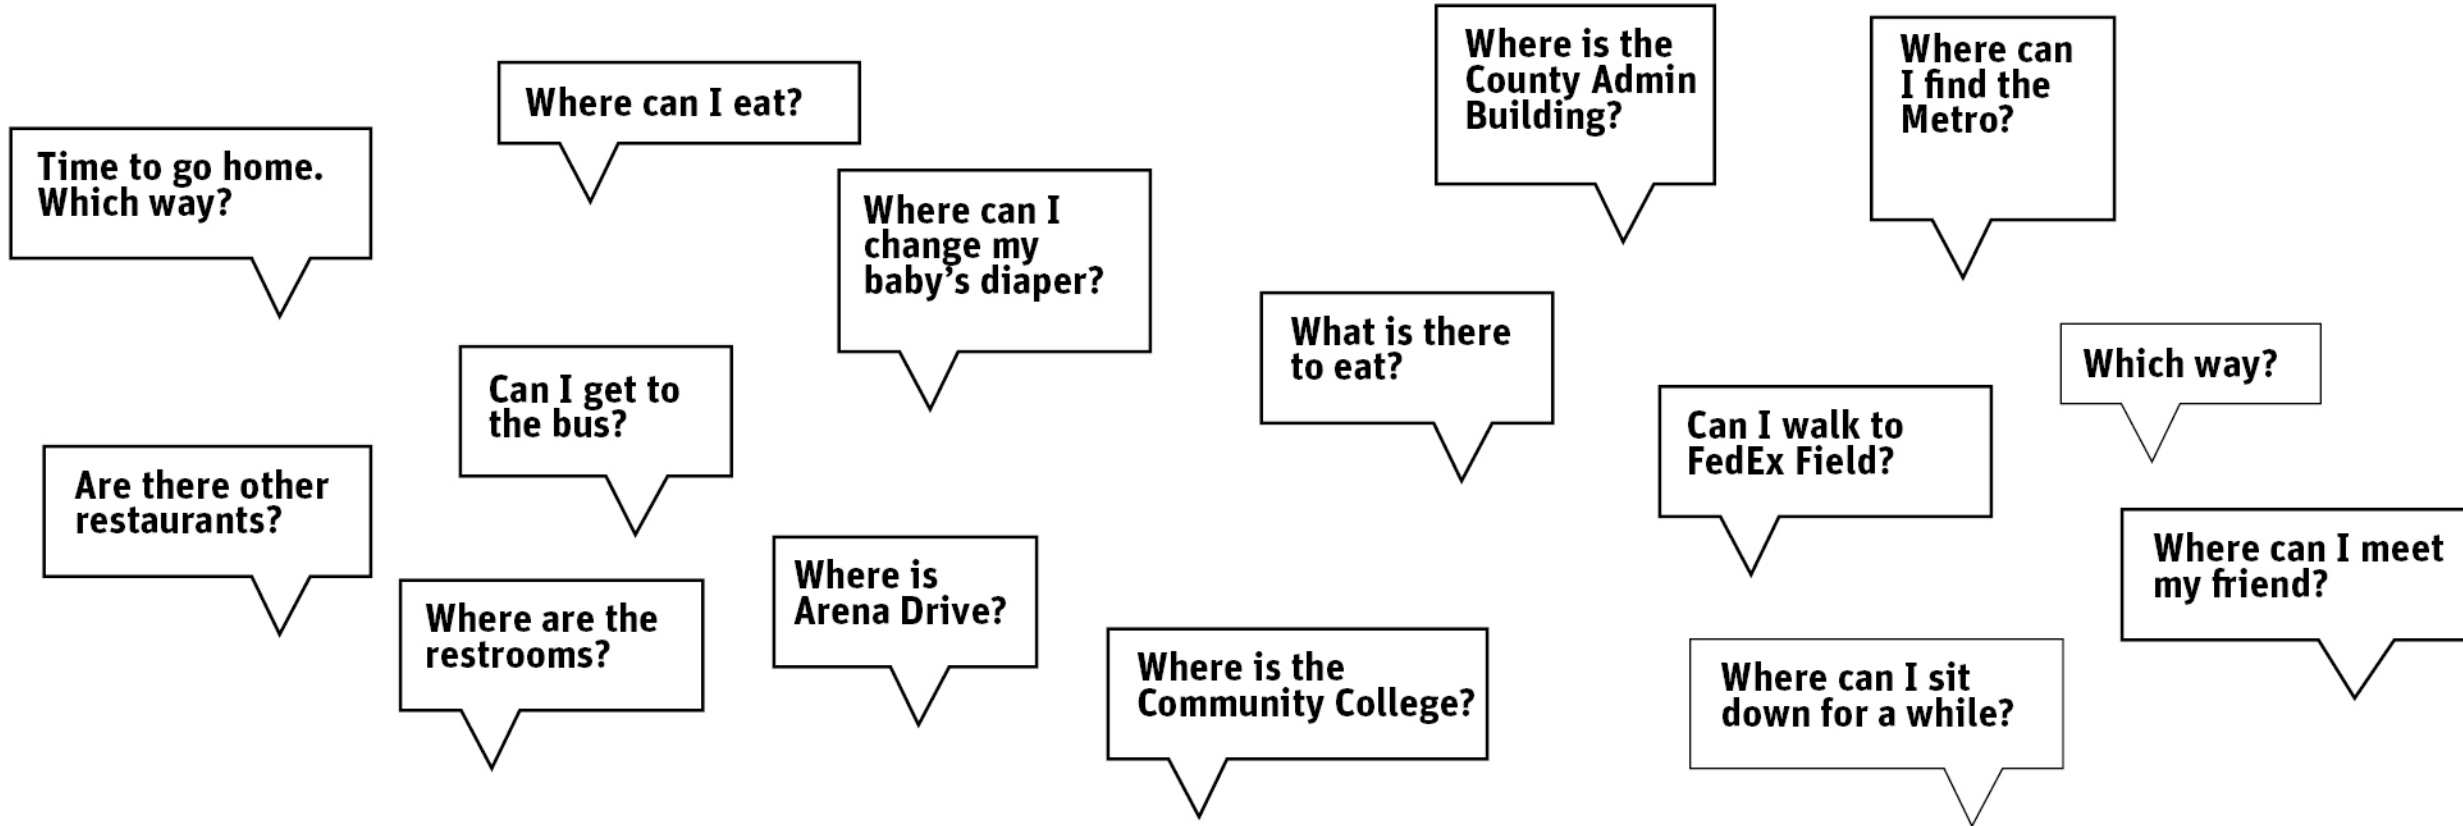 Time to go home.
Which way?
Where can I eat?
Where can I
change my
baby’s diaper?
Where is the
County Admin
Building?
Where can
I find the
Metro?
What is there
to eat?
Which way?
Can I get to
the bus?
Can I walk to
FedEx Field?
Are there other
restaurants?
Where are the
restrooms?
Where is
Arena Drive?
Where is the
Community College?
Where can I meet
my friend?
Where can I sit
down for a while?